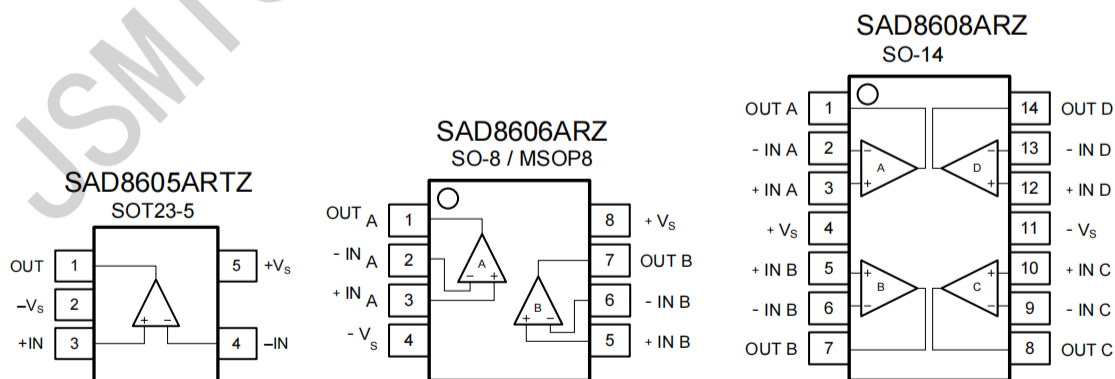 JSMT
SAD8605ARTZ
SOT23-5
OUT 1 5 +VS
–VS 2
+IN 3 4 –IN
+ −
SAD8606ARZ
SO-8 / MSOP8
OUT A 1 8 + VS
- IN A 2 7 OUT B
+ IN A 3 6 - IN B
- VS 4 5 + IN B
A
− +
B
+ −
SAD8608ARZ
SO-14
OUT A 1 14 OUT D
- IN A 2 − − 13 - IN D
A D
+ IN A 3 + + 12 + IN D
+ VS 4 11 - VS
+ IN B 5 + + 10 + IN C
B C
- IN B 6 − − 9 - IN C
OUT B 7 8 OUT C